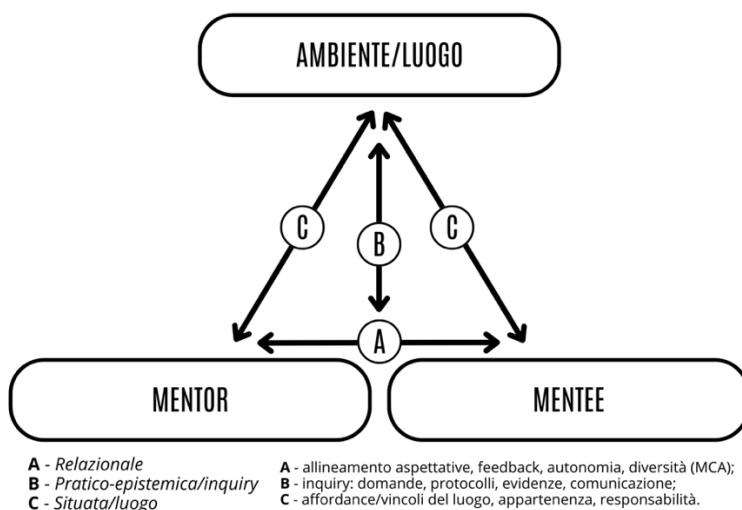 AMBIENTE/LUOGO
C
C
B
A
MENTOR
MENTEE
A - Relazionale
B - Pratico-epistemica/inquiry
C - Situata/luogo
A - allineamento aspettative, feedback, autonomia, diversità (MCA);
B - inquiry: domande, protocolli, evidenze, comunicazione;
C - affordance/vincoli del luogo, appartenenza, responsabilità.